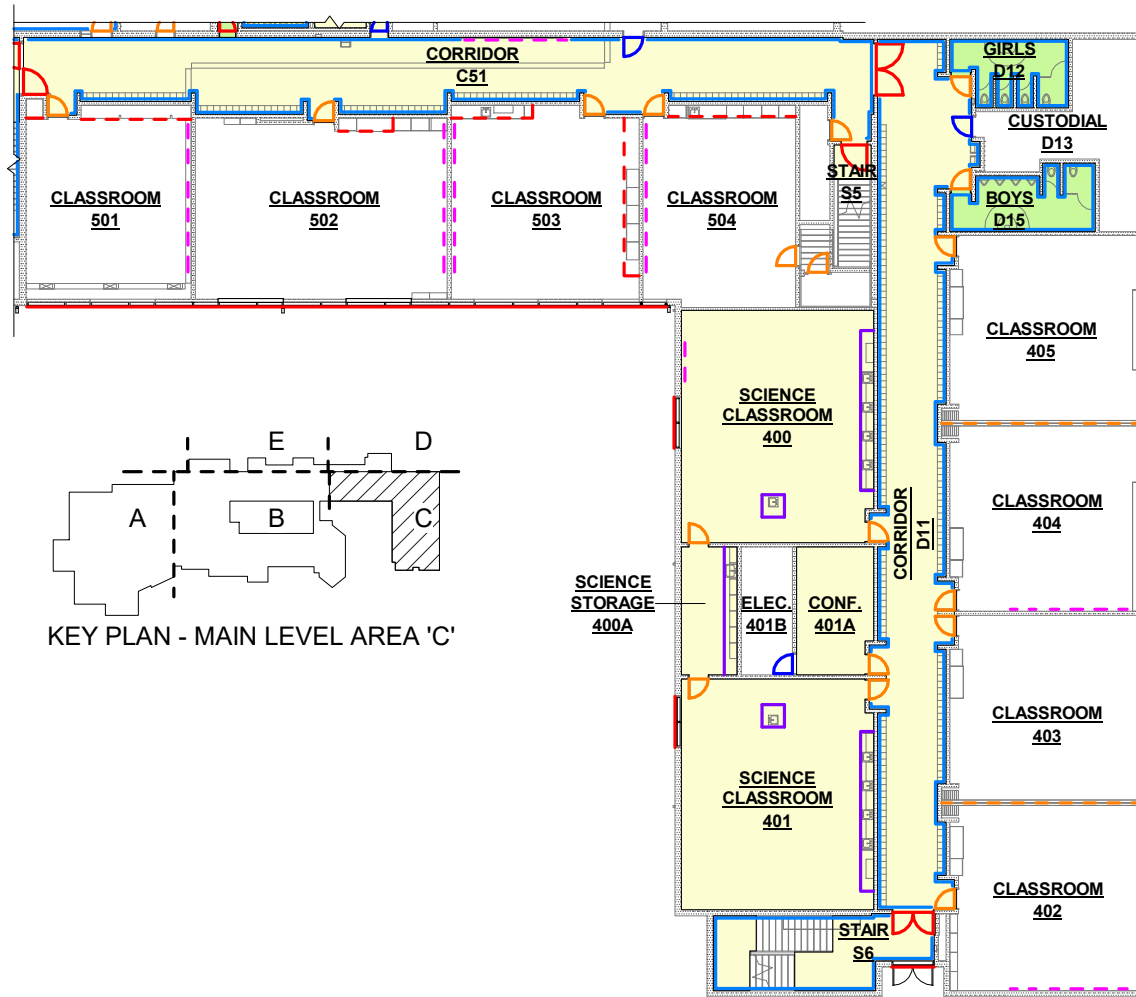 CORRIDOR
C51
GIRLS
D12
CUSTODIAL
D13
BOYS
D15
STAIR
S5
CLASSROOM
501
CLASSROOM
502
CLASSROOM
503
CLASSROOM
504
CLASSROOM
405
SCIENCE
CLASSROOM
400
CORRIDOR
D11
CLASSROOM
404
E
D
A
B
C
KEY PLAN - MAIN LEVEL AREA 'C'
SCIENCE
STORAGE
400A
ELEC.
401B
CONF.
401A
CLASSROOM
403
SCIENCE
CLASSROOM
401
CLASSROOM
402
STAIR
S6